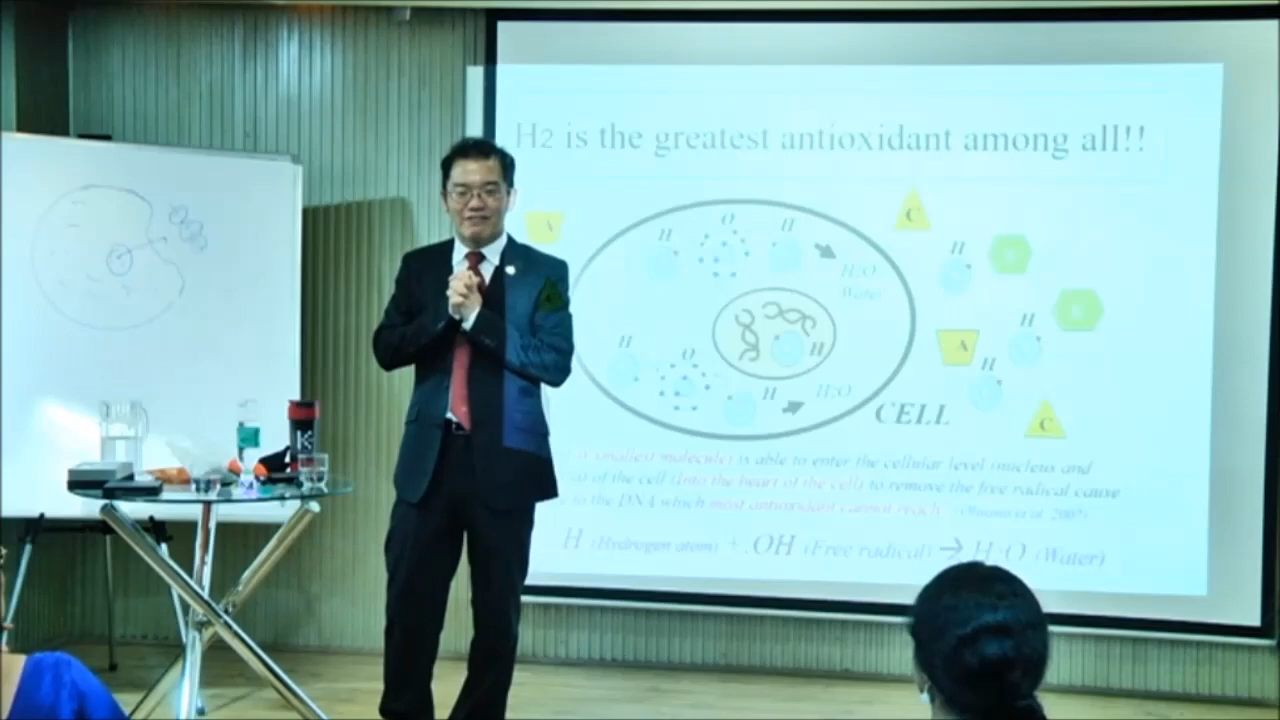 H2 is the greatest antioxidant among all!!
A
C
O
H
H
H
H2O
Water
H
H
A
H
H
O
H
H2O
CELL
C
smallest molecule) is able to enter the cellular level (nucleus and
of the cell (Into the heart of the cell) to remove the free radical cause
to the DNA which most antioxidant cannot reach.
H (Hydrogen atom) + .OH (Free radical) → H2O (Water)
K